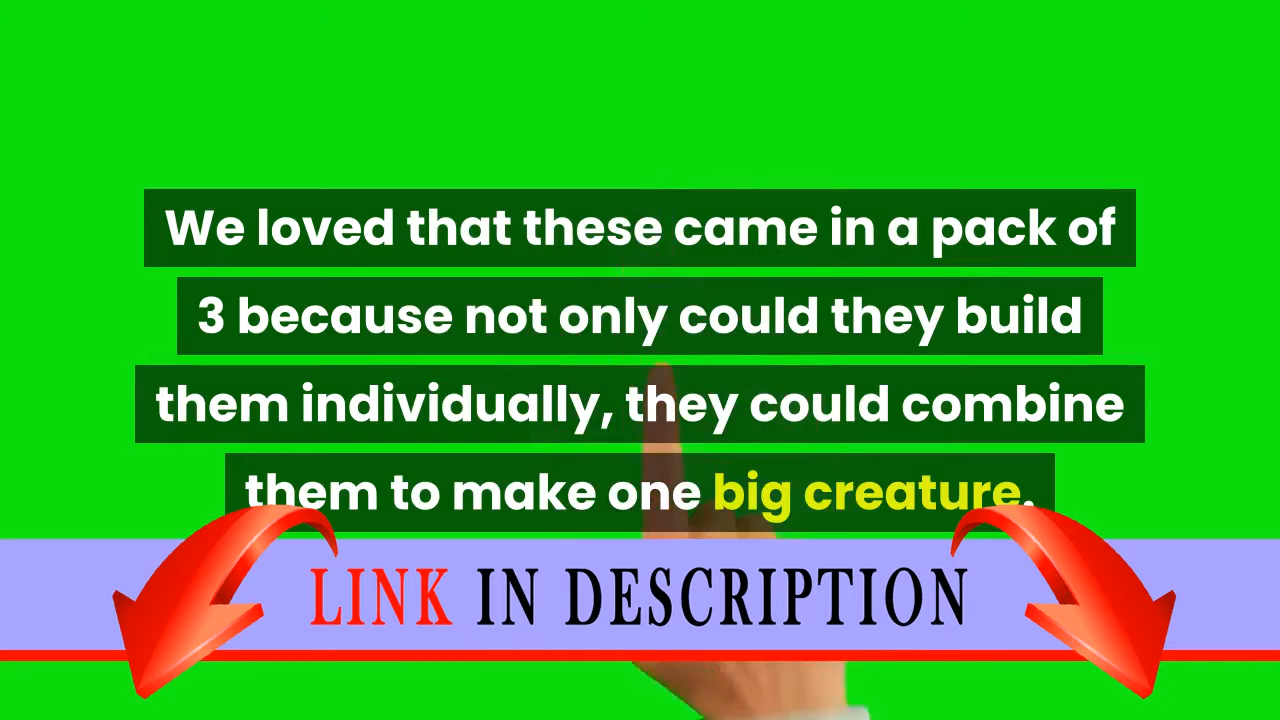 We loved that these came in a pack of
3 because not only could they build
them individually, they could combine
them to make one big creature.
LINK IN DESCRIPTION